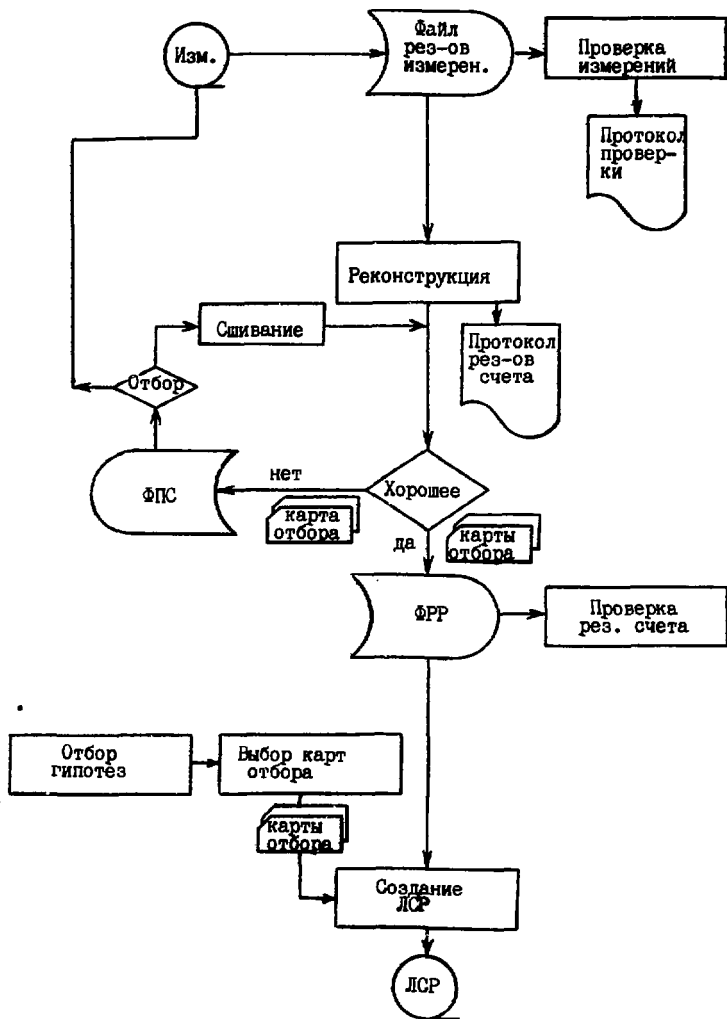 Изм.
Файл
рез-ов
измерен.
Проверка
измерений
Протокол
провер-
ки
Реконструкция
Сшивание
Протокол
рез-ов
счета
Отбор
нет
Хорошее
ФПС
карта
отбора
да
карты
отбора
ФРР
Проверка
рез. счета
Отбор
гипотез
Выбор карт
отбора
карты
отбора
Создание
ЛСР
ЛСР